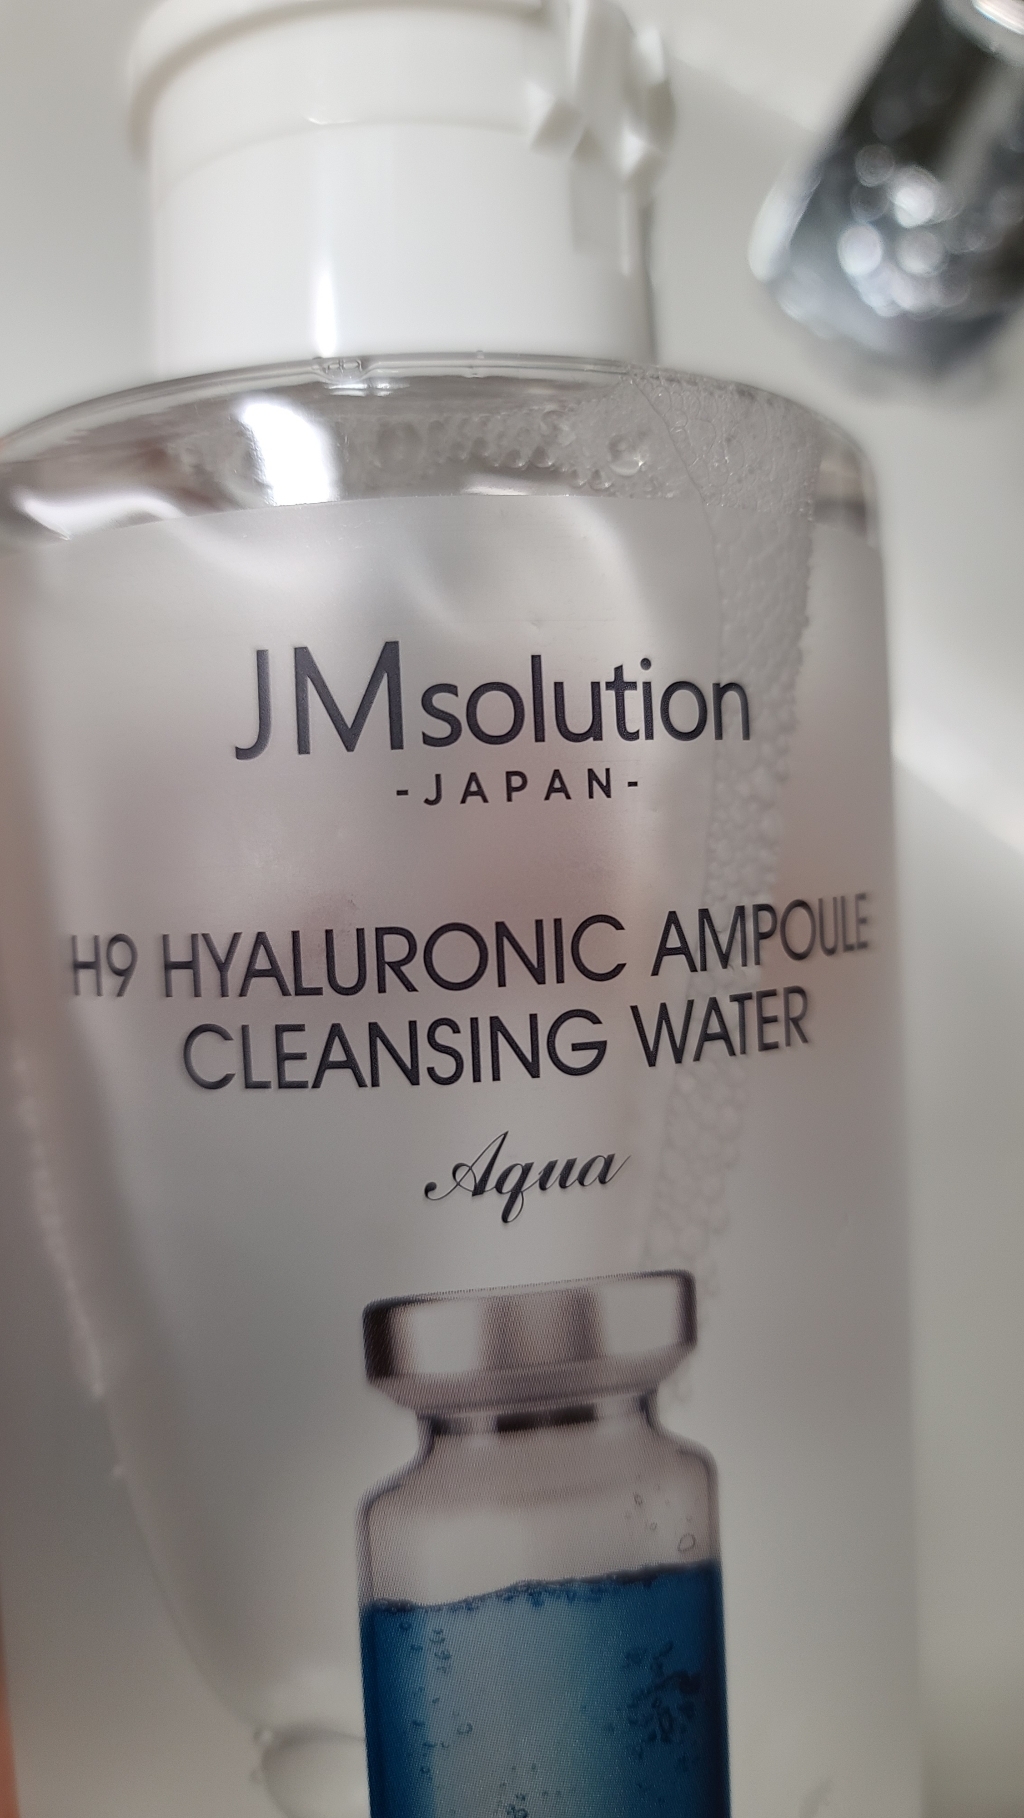 JMsolution
-JAPAN-
H9 HYALURONIC AMPOULE
CLEANSING WATER
Aqua